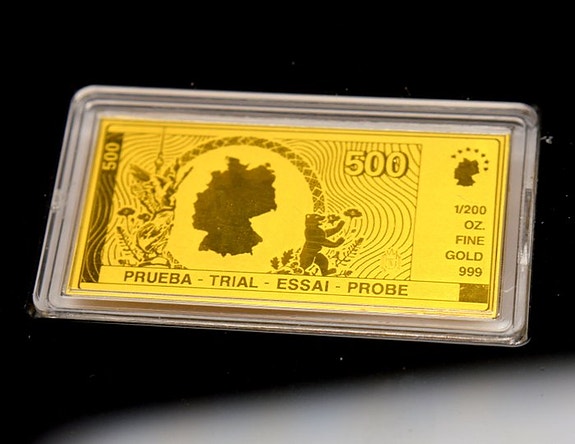 500
500
1/200
OZ.
FINE
GOLD
999
PRUEBA - TRIAL - ESSAI - PROBE